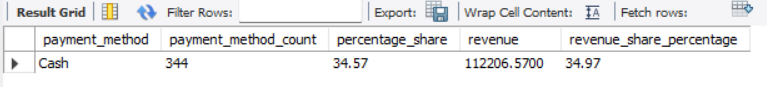 Result Grid Filter Rows: Export: Wrap Cell Content: Fetch rows:
payment_method payment_method_count percentage_share revenue revenue_share_percentage
Cash 344 34.57 112206.5700 34.97